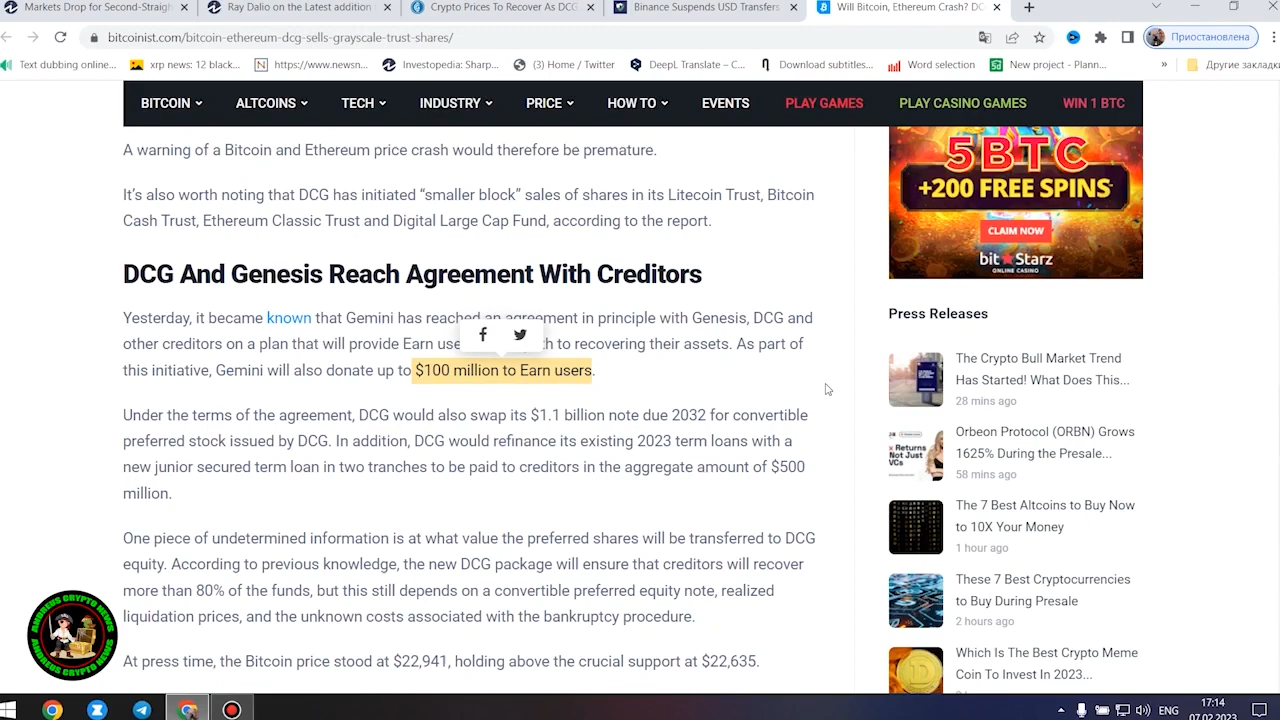 Markets Drop for Second-Straigh
Ray Dalio on the Latest addition
Crypto Prices To Recover As DCG
Binance Suspends USD Transfers
Will Bitcoin, Ethereum Crash? DC
bitcoinist.com/bitcoin-ethereum-dcg-sells-grayscale-trust-shares/
Приостановлена
Text dubbing online...
xrp news: 12 black...
https://www.newsn...
Investopedia: Sharp...
(3) Home / Twitter
DeepL Translate – C...
Download subtitles...
Word selection
New project - Plann...
»
Другие закладки
BITCOIN
ALTCOINS
TECH
INDUSTRY
PRICE
HOW TO
EVENTS
PLAY GAMES
PLAY CASINO GAMES
WIN 1 BTC
A warning of a Bitcoin and Ethereum price crash would therefore be premature.
It's also worth noting that the DCG has initiated “smaller block” sales of shares in its Litecoin Trust, Bitcoin
Cash Trust, Ethereum Classic Trust and Digital Large Cap Fund, according to the report.
DCG And Genesis Reach Agreement With Creditors
Yesterday, it became known that Gemini has reached an agreement in principle with Genesis, DCG and
other creditors on a plan that will provide Earn use th to recovering their assets. As part of
this initiative, Gemini will also donate up to $100 million to Earn users.
Under the terms of the agreement, DCG would also swap its $1.1 billion note due 2032 for convertible
preferred stock issued by DCG. In addition, DCG would refinance its existing 2023 term loans with a
new junior secured term loan in two tranches to be paid to creditors in the aggregate amount of $500
million.
One piece of undetermined information is at what value the preferred shares will be transferred to DCG
equity. According to previous knowledge, the new DCG package will ensure that creditors will recover
more than 80% of the funds, but this still depends on a convertible preferred equity note, realized
liquidation prices, and the unknown costs associated with the bankruptcy procedure.
At press time, the Bitcoin price stood at $22,941, holding above the crucial support at $22,635.
5BTC
+200 FREE SPINS
CLAIM NOW
bitStarz
ONLINE CASINO
Press Releases
The Crypto Bull Market Trend
Has Started! What Does This...
28 mins ago
Orbeon Protocol (ORBN) Grows
1625% During the Presale...
58 mins ago
x Returns
Not Just
VCs
The 7 Best Altcoins to Buy Now
to 10X Your Money
1 hour ago
These 7 Best Cryptocurrencies
to Buy During Presale
2 hours ago
Which Is The Best Crypto Meme
Coin To Invest In 2023...
ANDREUS CRYPTO NEWS
ANDREUS CRYPTO NEWS
ENG
17:14
07.02.2023